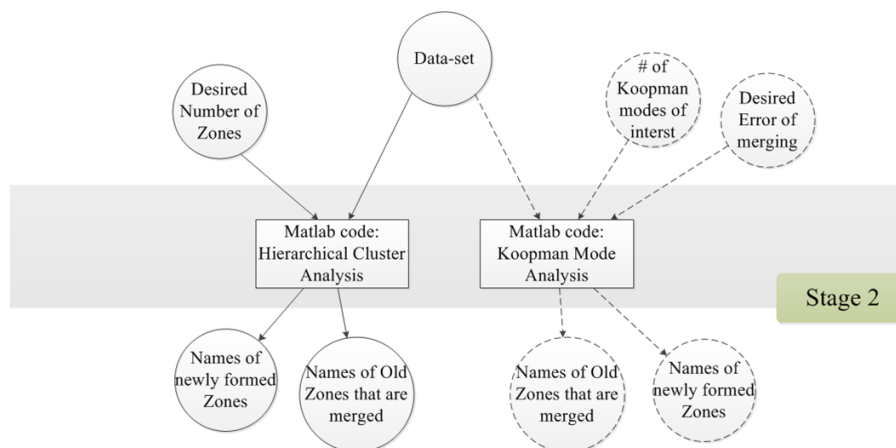 Data-set
Desired
Number of
Zones
# of
Koopman
modes of
interst
Desired
Error of
merging
Matlab code:
Hierarchical Cluster
Analysis
Matlab code:
Koopman Mode
Analysis
Stage 2
Names of
newly formed
Zones
Names of Old
Zones that are
merged
Names of Old
Zones that are
merged
Names of
newly formed
Zones